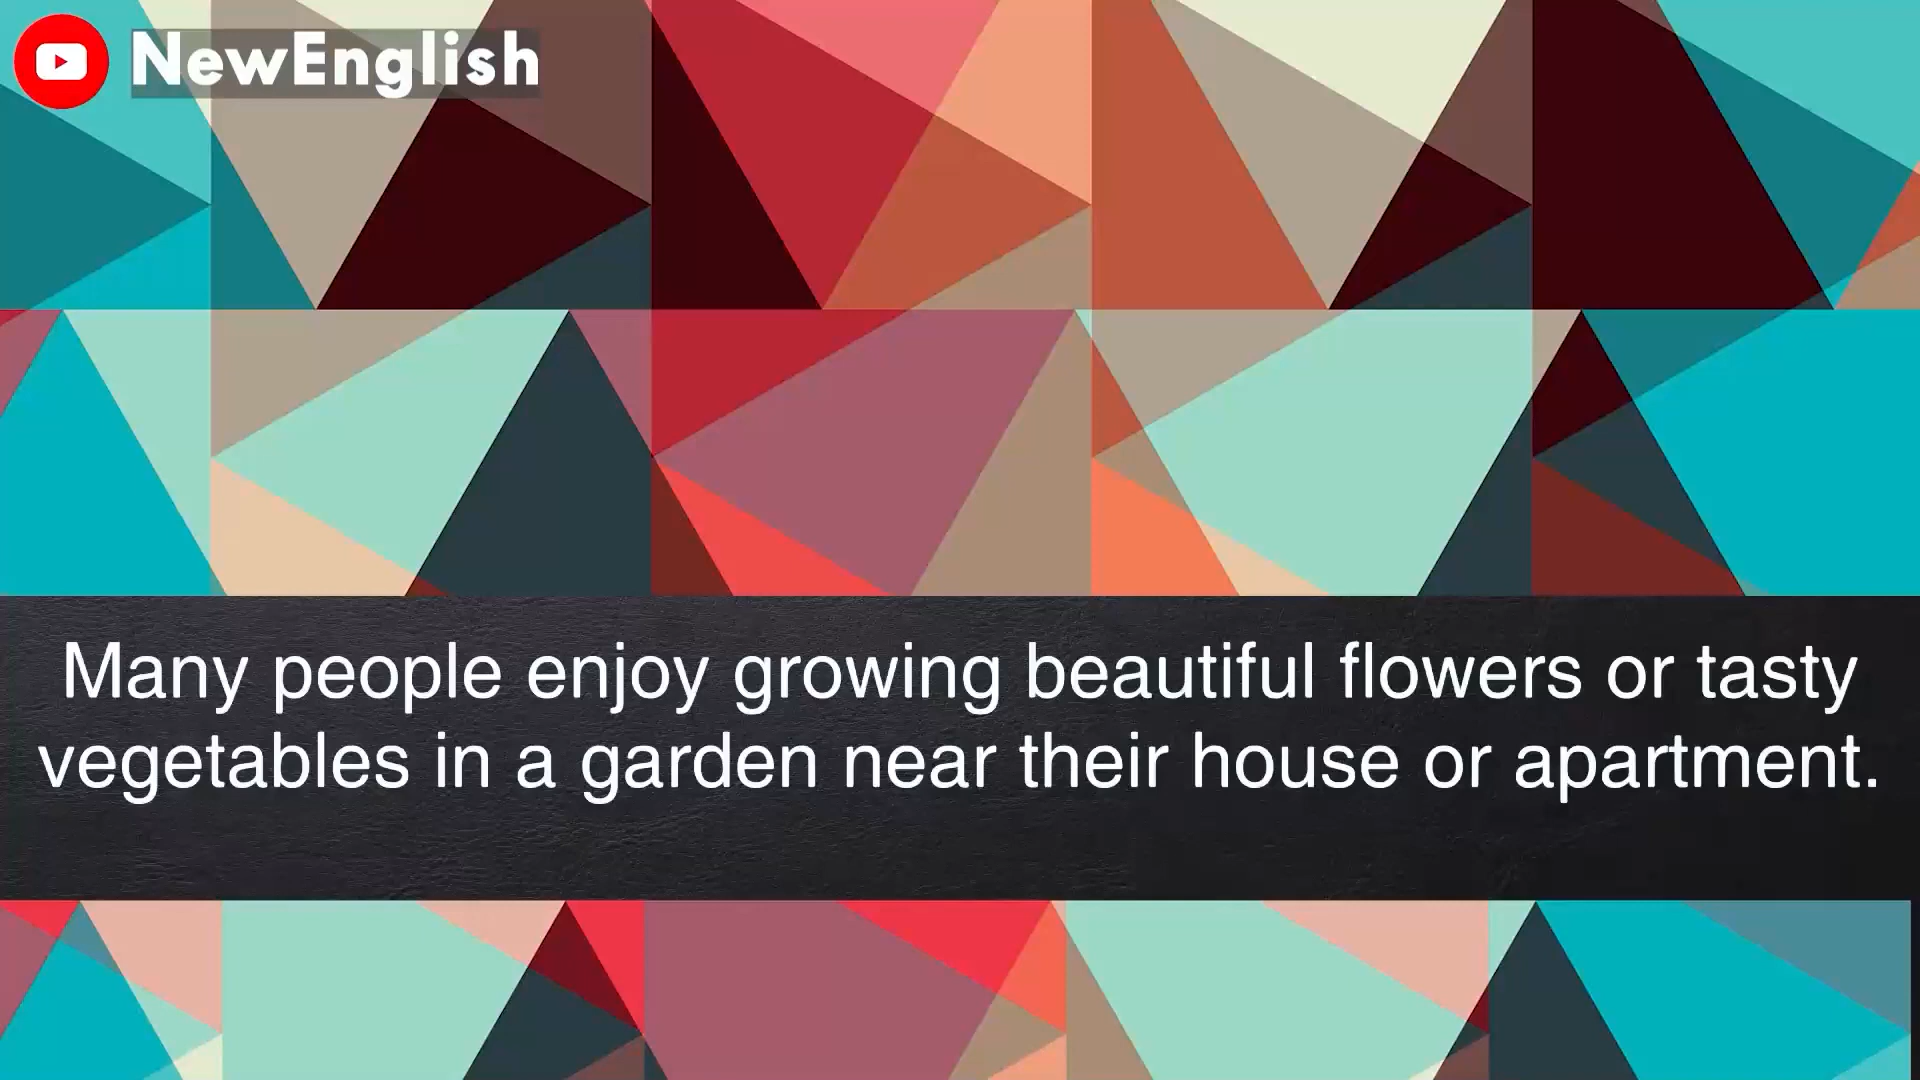 NewEnglish
Many people enjoy growing beautiful flowers or tasty
vegetables in a garden near their house or apartment.